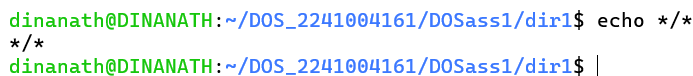 dinanath@DINANATH:~/DOS_2241004161/DOSass1/dir1$ echo */*
*/*
dinanath@DINANATH:~/DOS_2241004161/DOSass1/dir1$